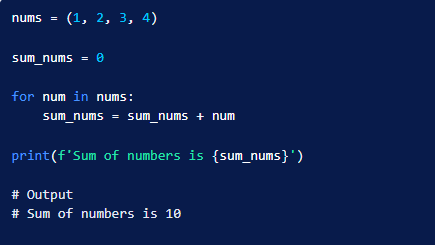 nums = (1, 2, 3, 4)
sum_nums = 0
for num in nums:
    sum_nums = sum_nums + num
print(f'Sum of numbers is {sum_nums}')
# Output
# Sum of numbers is 10